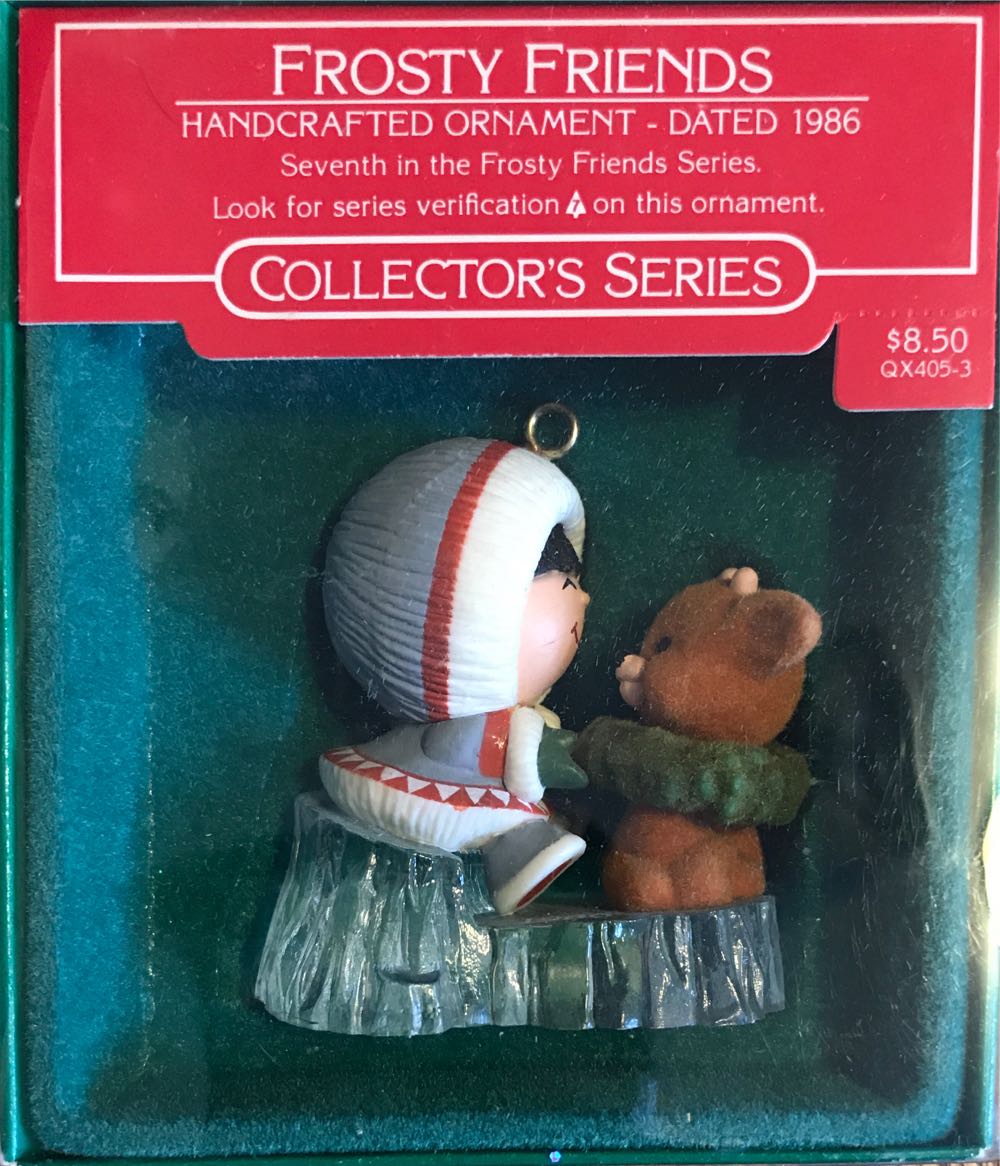 FROSTY FRIENDS
HANDCRAFTED ORNAMENT - DATED 1986
Seventh in the Frosty Friends Series.
Look for series verification 7 on this ornament.
COLLECTOR'S SERIES
$8.50
QX405-3